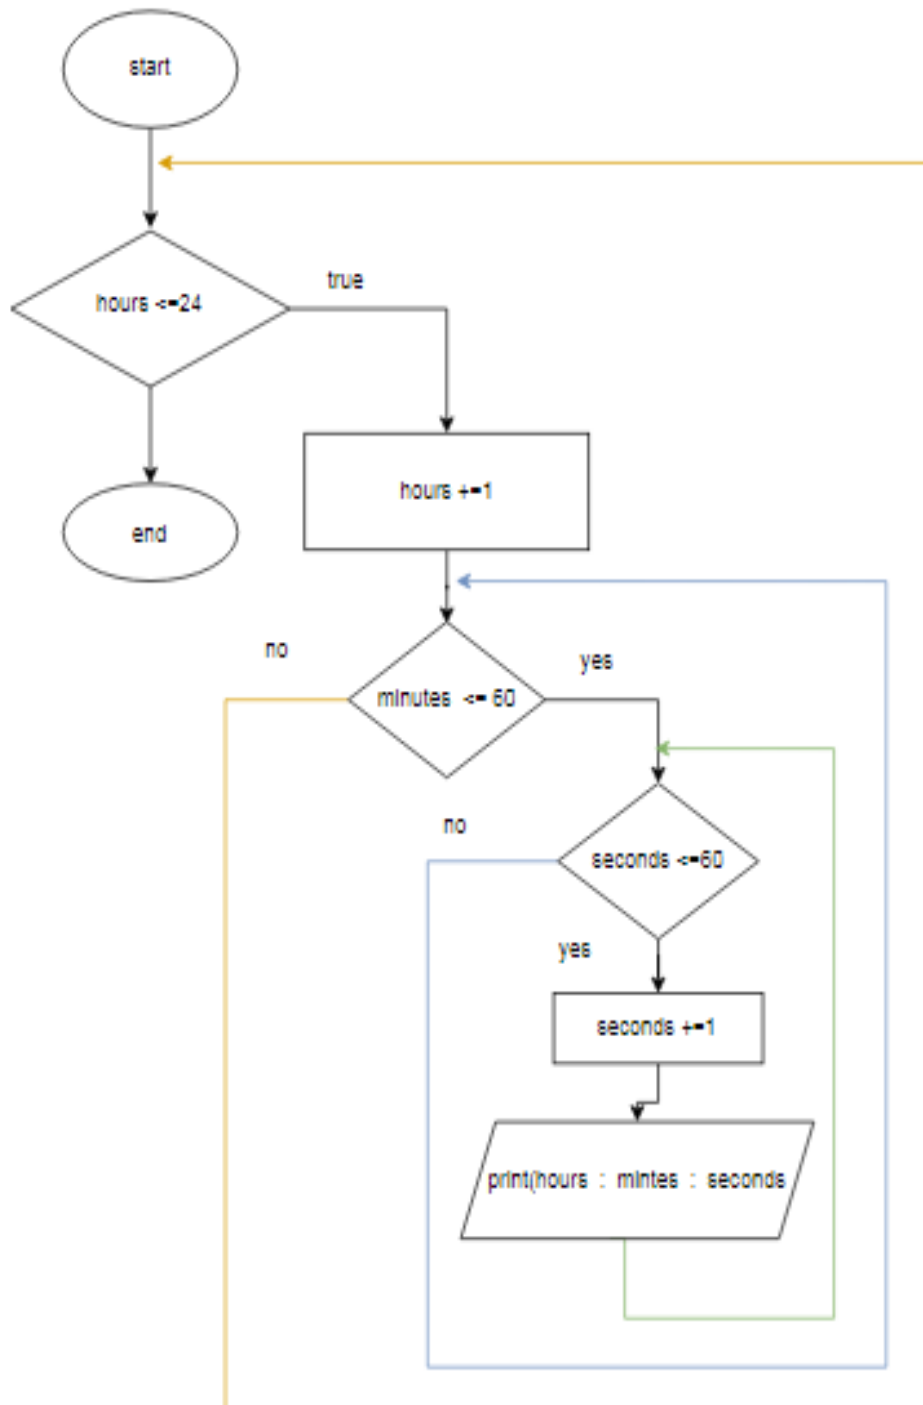 start
true
hours <=24
hours +=1
end
no
yes
minutes <= 60
no
seconds <=60
yes
seconds +=1
print(hours : mintes : seconds